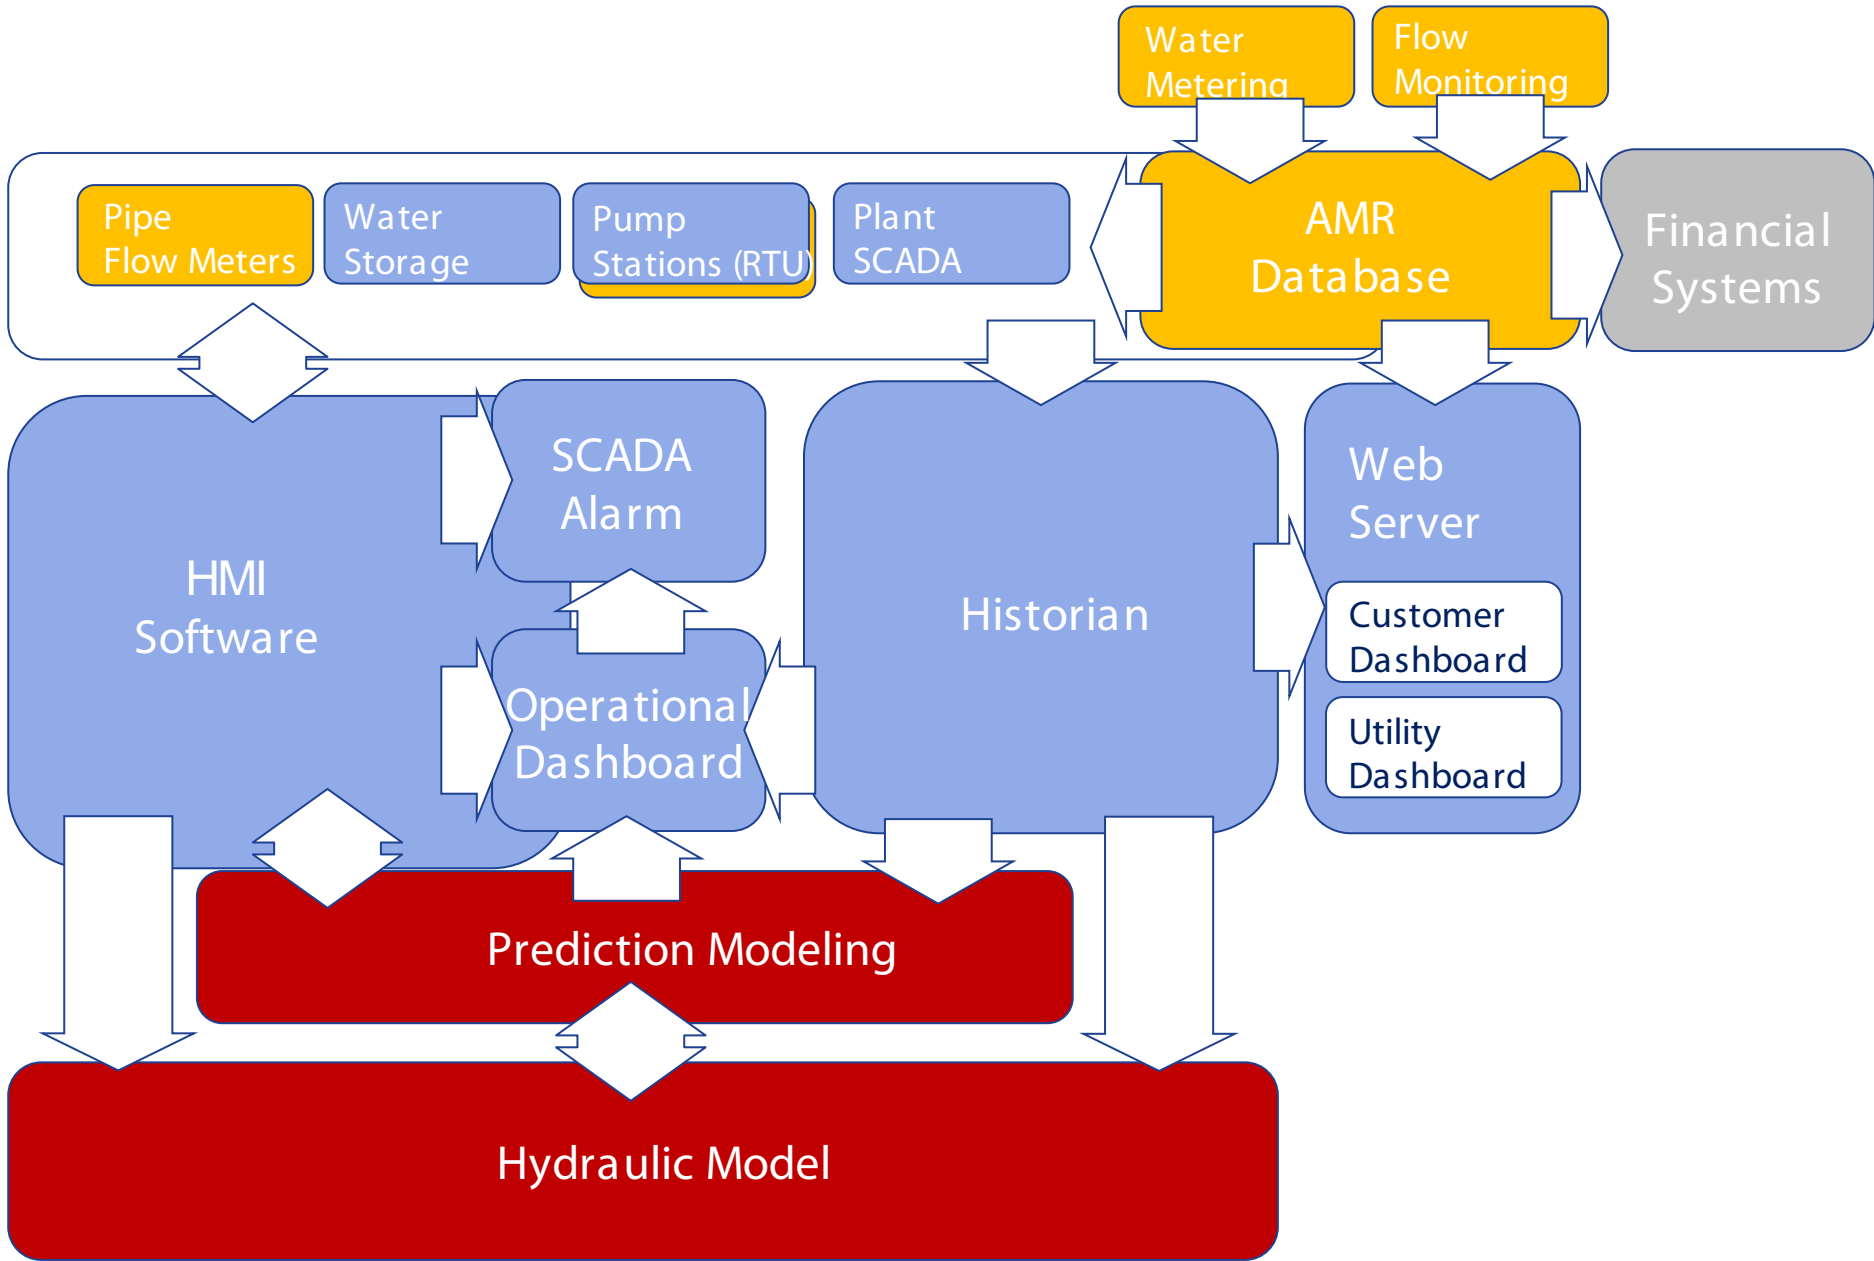 Water
Metering
Flow
Monitoring
Pipe
Flow Meters
Water
Storage
Pump
Stations (RTU)
Plant
SCADA
AMR
Database
Financial
Systems
HMI
Software
SCADA
Alarm
Operational
Dashboard
Historian
Web
Server
Customer
Dashboard
Utility
Dashboard
Prediction Modeling
Hydraulic Model